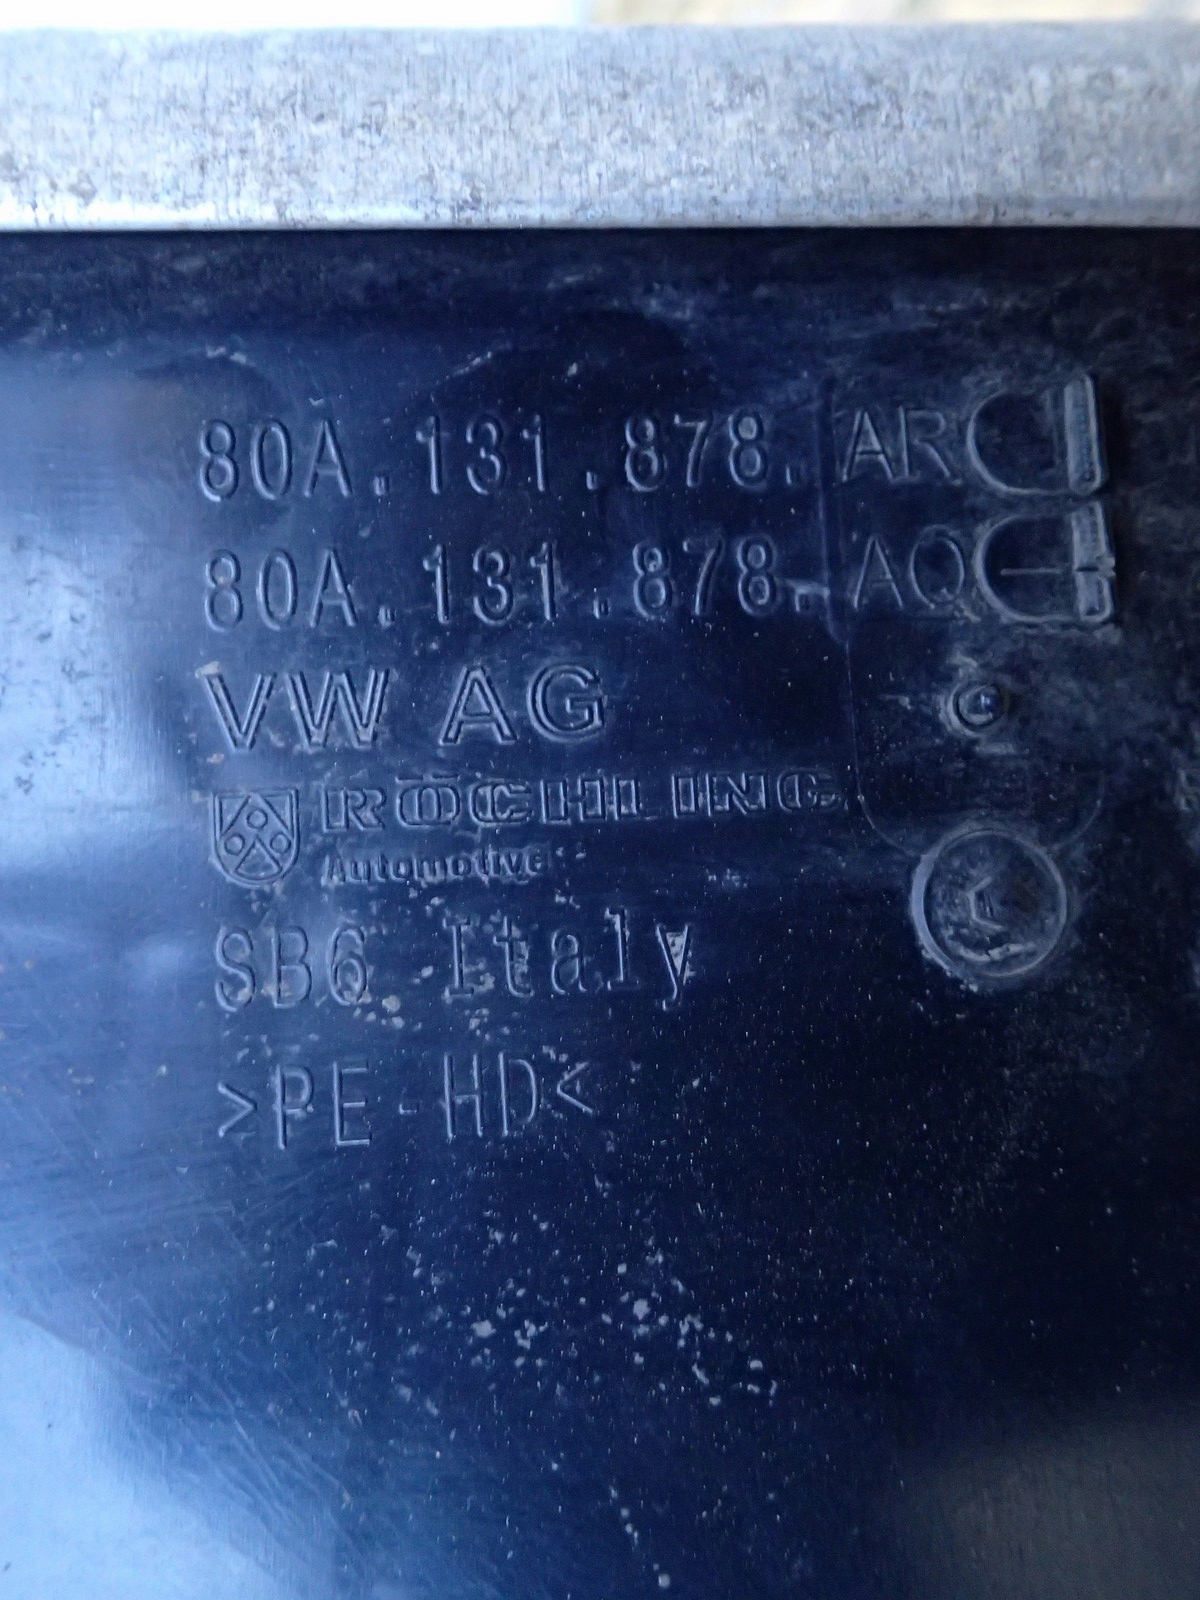 80A.131.878. AR
80A.131.878. AQ
VW AG
RÖCHLING
Automotive
SB6 Italy
>PE-HD<